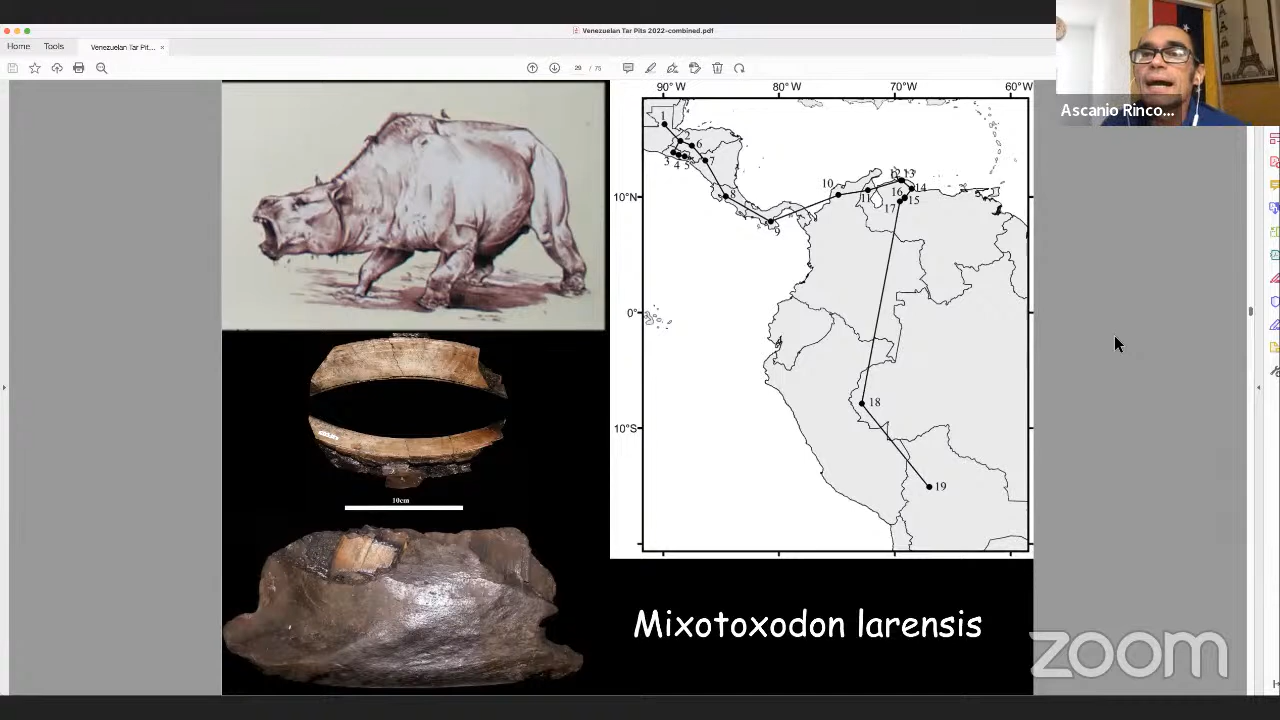 Venezuelan Tar Pits 2022-combined.pdf
Home Tools Venezuelan Tar Pit... ×
29 / 75
Ascanio Rinco...
90°W 80°W 70°W 60°W
10°N
0°
10°S
1
3 4 5 6 7
8
9
10
11
12 13
14
15
16
17
18
19
10cm
Mixotoxodon larensis
zoom